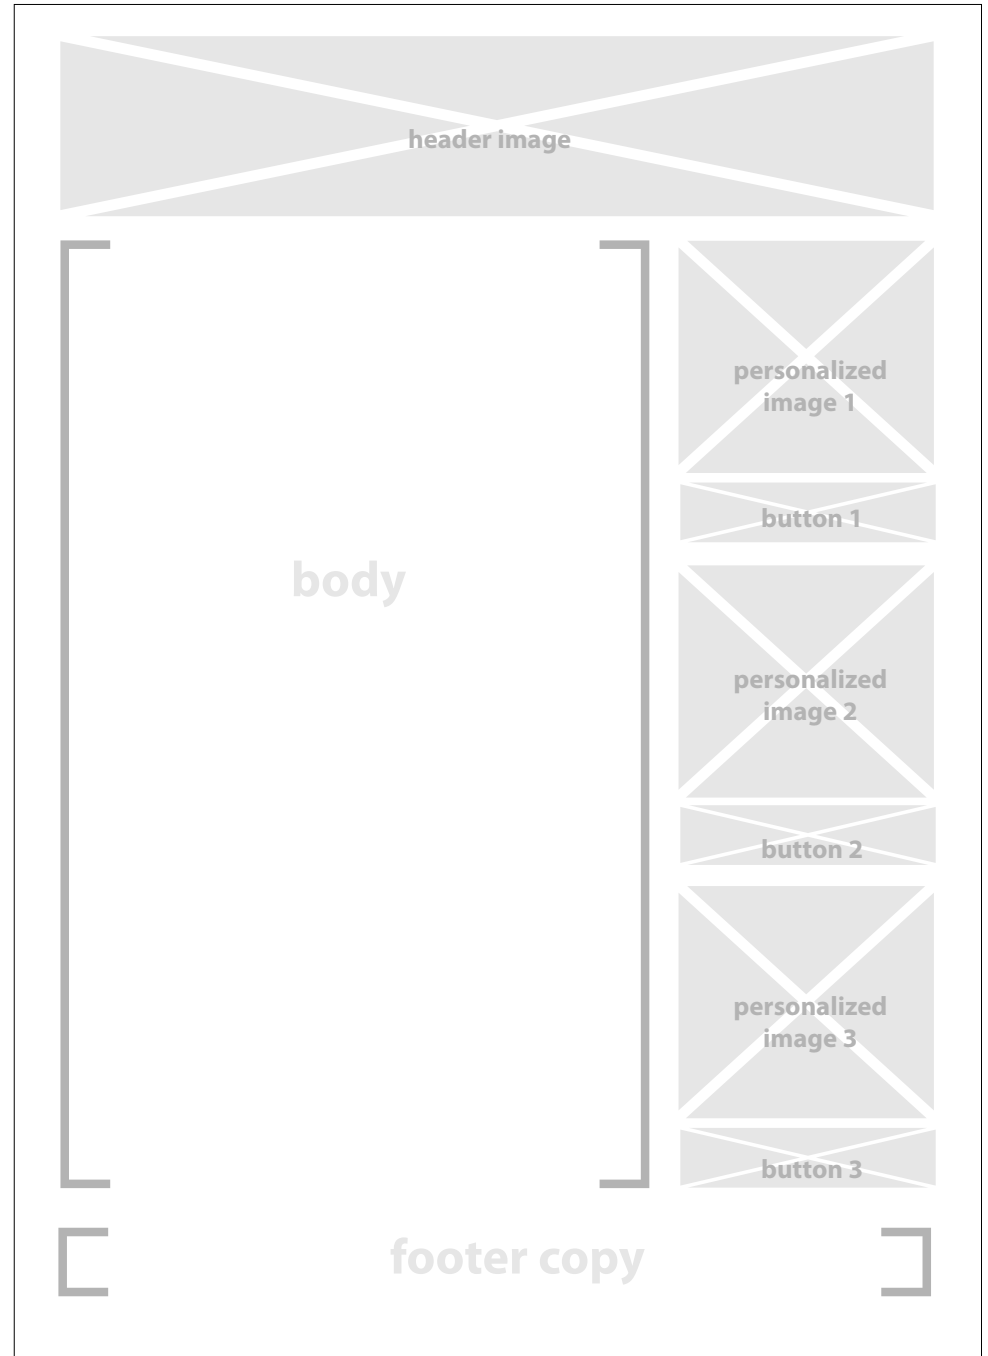 header image
body
personalized
image 1
button 1
personalized
image 2
button 2
personalized
image 3
button 3
footer copy